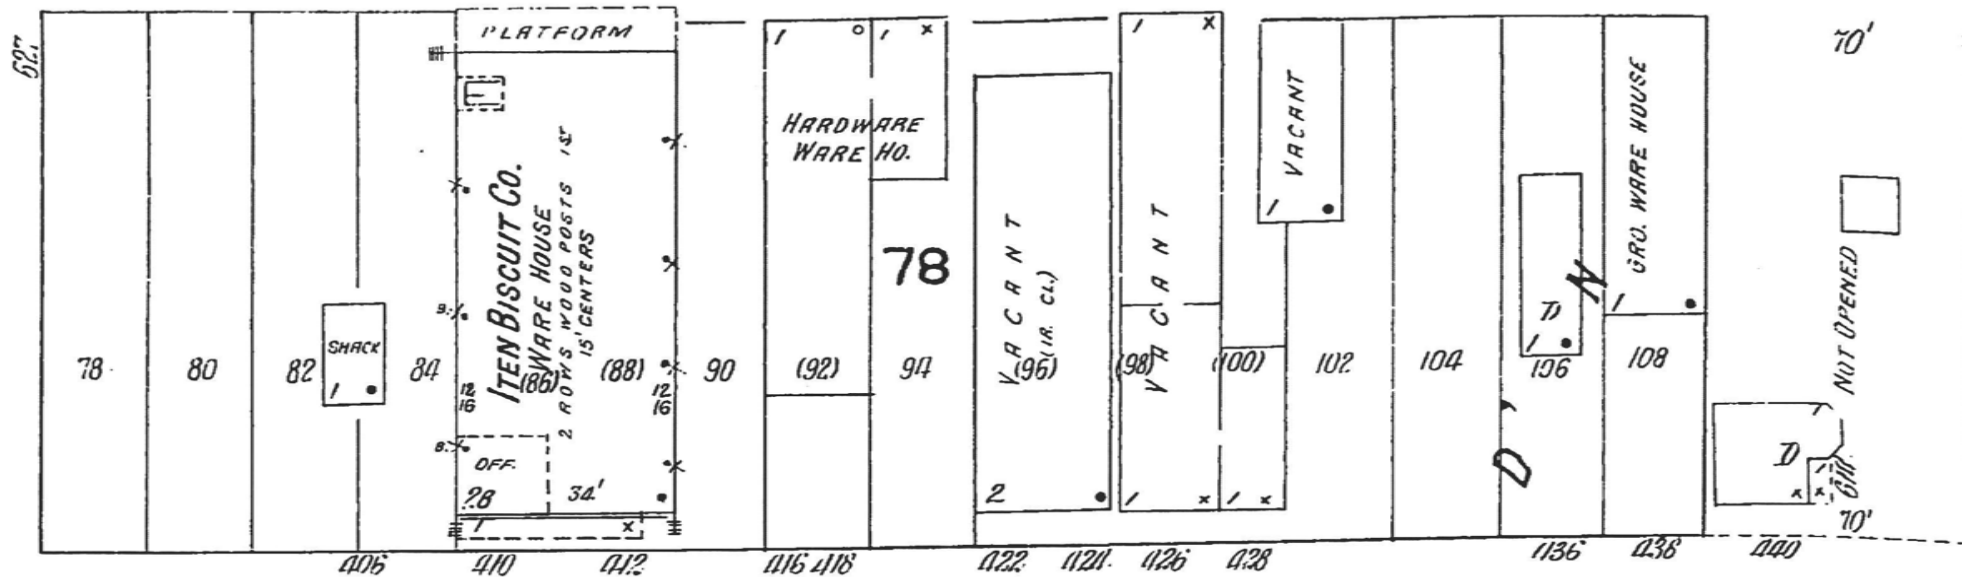 PLATFORM
627
ITEN BISCUIT CO.
WARE HOUSE
2 ROWS WOOD POSTS 1ST
15' CENTERS
HARDWARE
WARE HO.
78
VACANT
(IR. CL.)
VACANT
VACANT
GRO. WARE HOUSE
70'
NOT OPENED
SHACK
1
78
80
82
84
(86)
(88)
90
(92)
94
(96)
(98)
(100)
102
104
106
108
12
16
12
16
OFF.
28
34'
2
D
D
D'N
6TH
70'
406
410
412
416 418
422
424
426
428
436
438
440